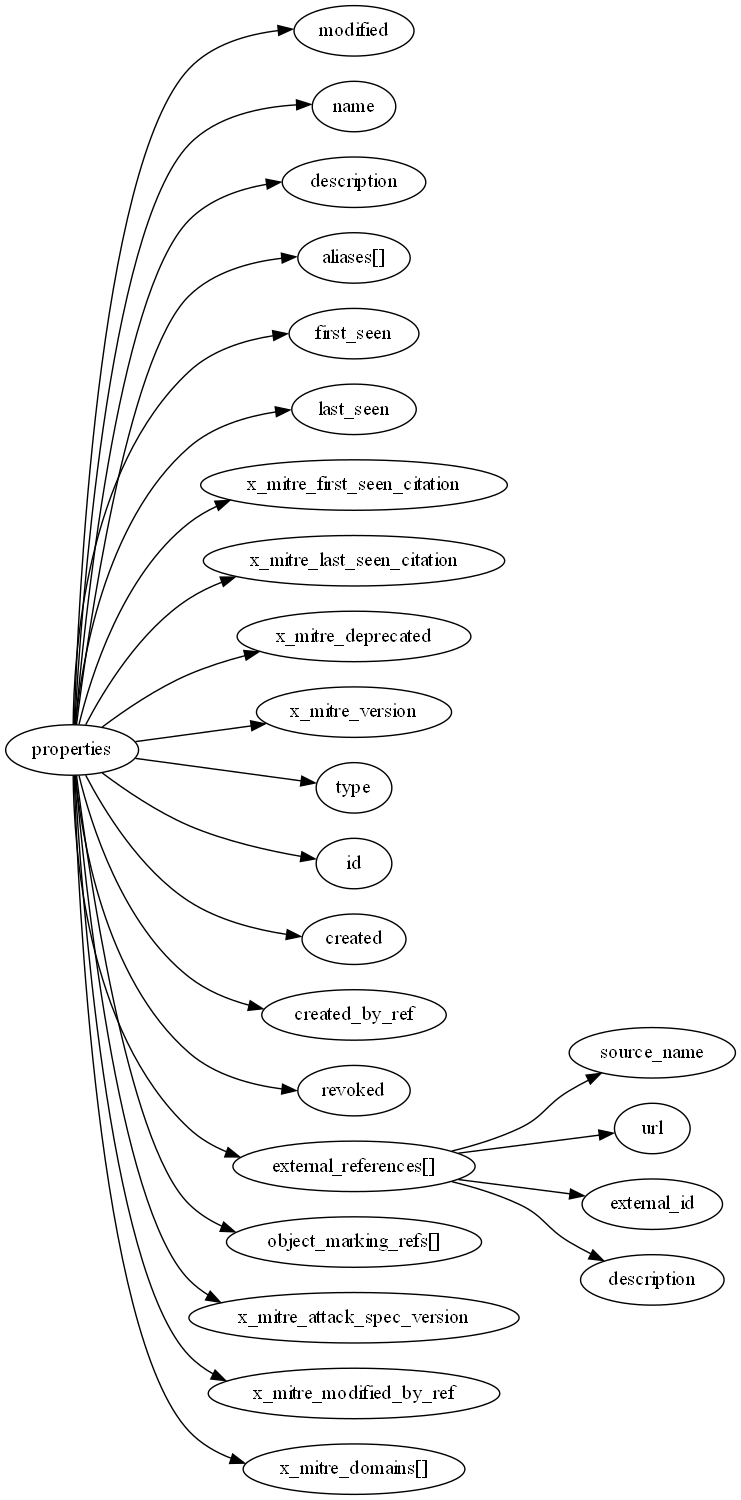 modified
name
description
aliases[]
first_seen
last_seen
x_mitre_first_seen_citation
x_mitre_last_seen_citation
x_mitre_deprecated
x_mitre_version
properties
type
id
created
created_by_ref
revoked
external_references[]
source_name
url
external_id
description
object_marking_refs[]
x_mitre_attack_spec_version
x_mitre_modified_by_ref
x_mitre_domains[]